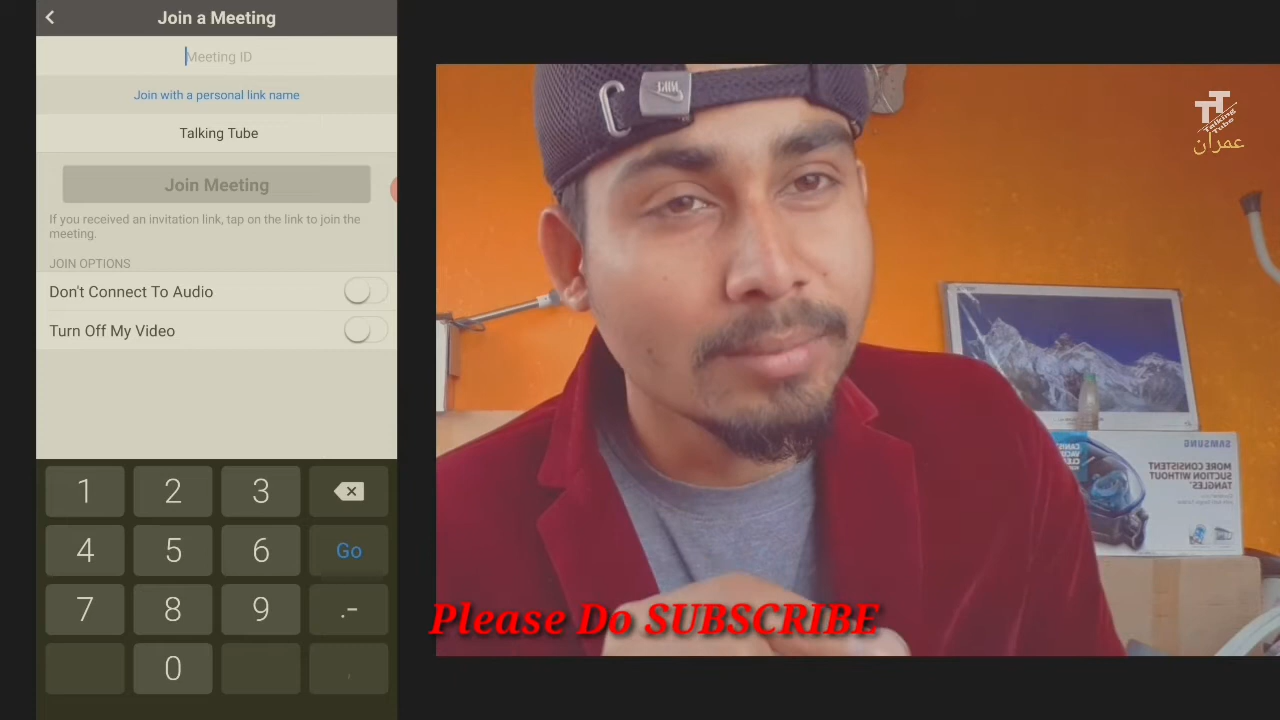 Join a Meeting
Meeting ID
Join with a personal link name
Talking Tube
Join Meeting
If you received an invitation link, tap on the link to join the
meeting.
JOIN OPTIONS
Don't Connect To Audio
Turn Off My Video
1 2 3
4 5 6 Go
7 8 9 .-
0 ,
TT
Talking
Tube
عمران
SAMSUNG
MORE CONSISTENT
SUCTION WITHOUT
TANGLES
Please Do SUBSCRIBE